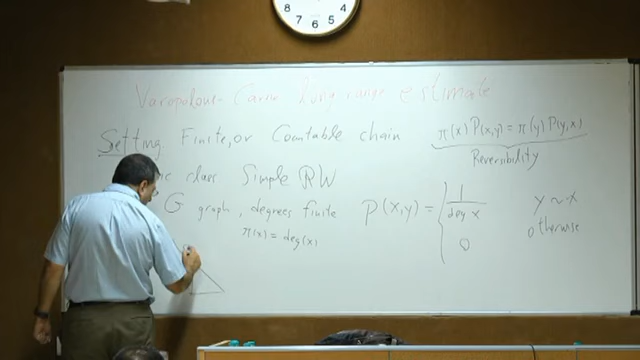 Varopolous-Carne long range estimate
Setting Finite, or Countable chain
π(x) P(x,y) = π(y) P(y,x)
Reversibility
class Simple RW
G graph, degrees finite
π(x) = deg(x)
P(x,y) = { 1/deg x y ~ x
0 otherwise
8 7 6 5 4